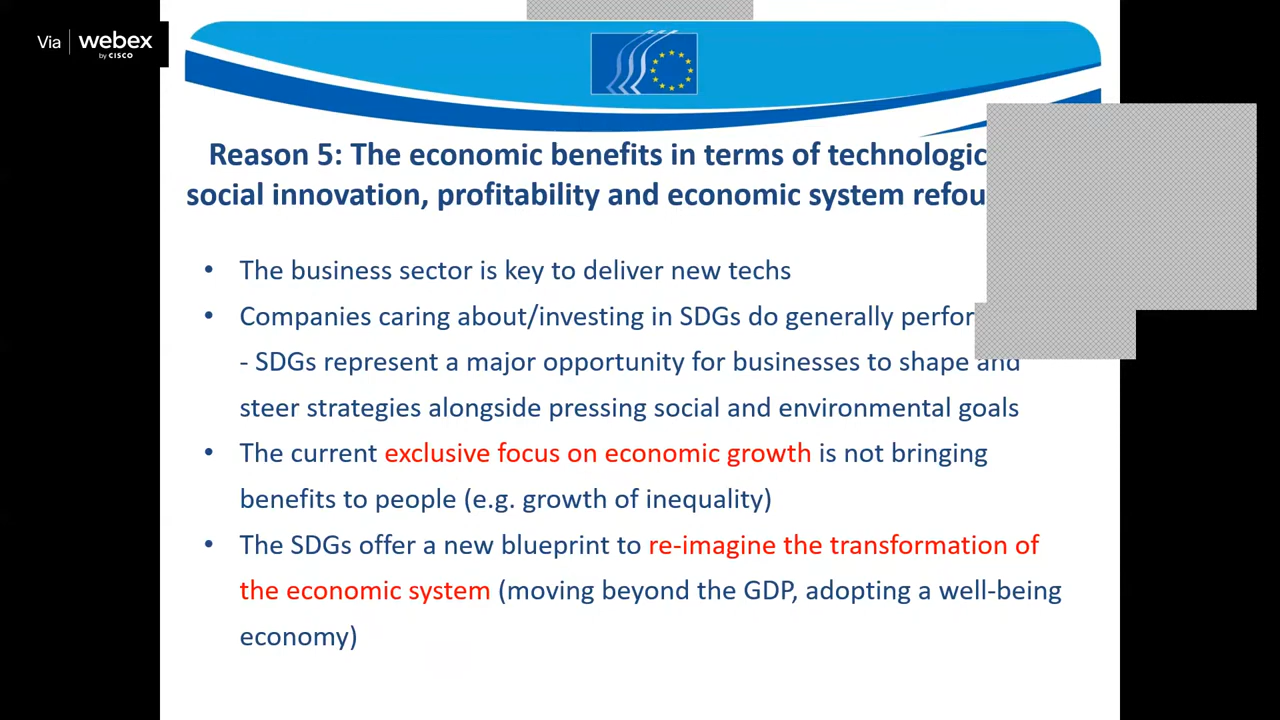 Via webex
by CISCO
Reason 5: The economic benefits in terms of
social innovation, profitability and economic system
• The business sector is key to deliver new techs
• Companies caring about/investing in SDGs do generally
- SDGs represent a major opportunity for businesses to shape and
steer strategies alongside pressing social and environmental goals
• The current exclusive focus on economic growth is not bringing
benefits to people (e.g. growth of inequality)
• The SDGs offer a new blueprint to re-imagine the transformation of
the economic system (moving beyond the GDP, adopting a well-being
economy)